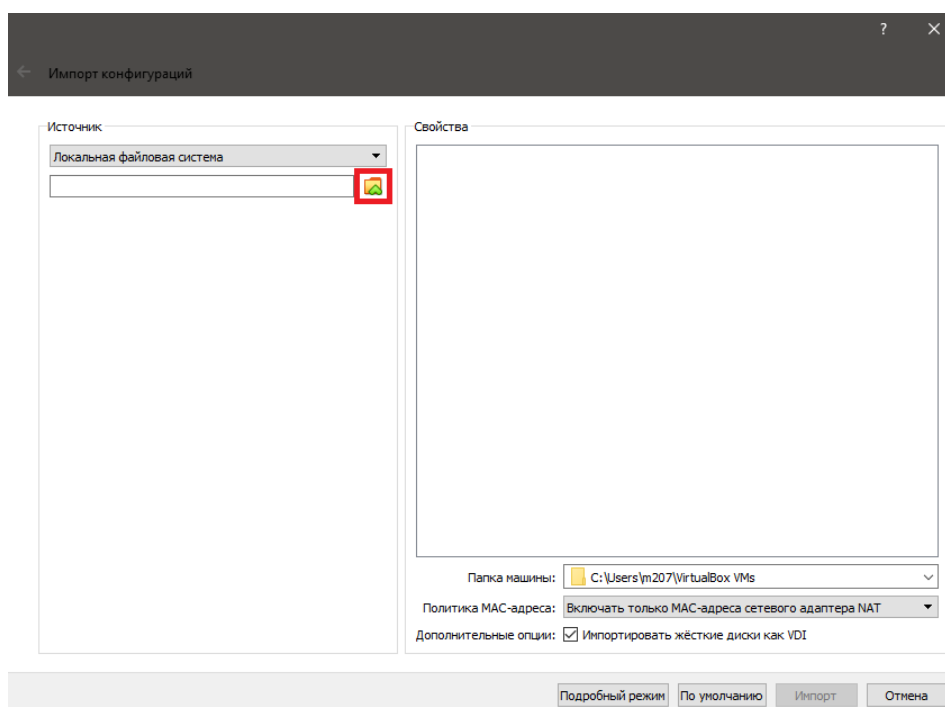 ?
Импорт конфигураций
Источник
Локальная файловая система
Свойства
Папка машины: C:\Users\m207\VirtualBox VMs
Политика MAC-адреса: Включать только MAC-адреса сетевого адаптера NAT
Дополнительные опции: Импортировать жёсткие диски как VDI
Подробный режим По умолчанию Импорт Отмена